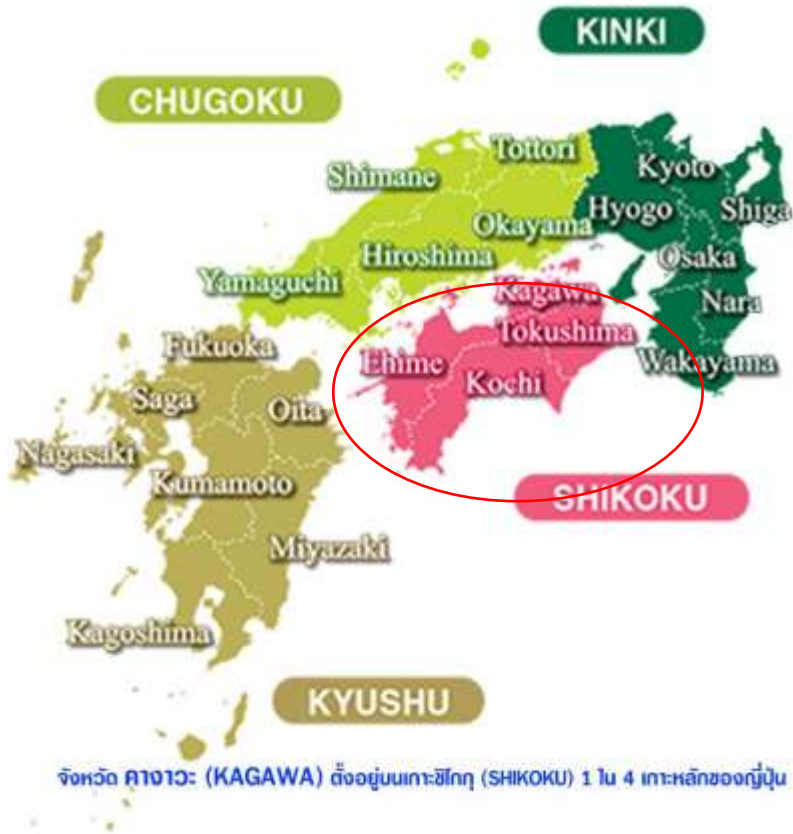 KINKI
CHUGOKU
Tottori
Kyoto
Shimane
Hyogo
Shiga
Okayama
Hiroshima
Osaka
Yamaguchi
Kagawa
Nara
Tokushima
Fukuoka
Ehime
Wakayama
Kochi
Saga
Oita
Nagasaki
Kumamoto
SHIKOKU
Miyazaki
Kagoshima
KYUSHU
จังหวัด คางาวะ (KAGAWA) ตั้งอยู่บนเกาะชิโกกุ (SHIKOKU) 1 ใน 4 เกาะหลักของญี่ปุ่น